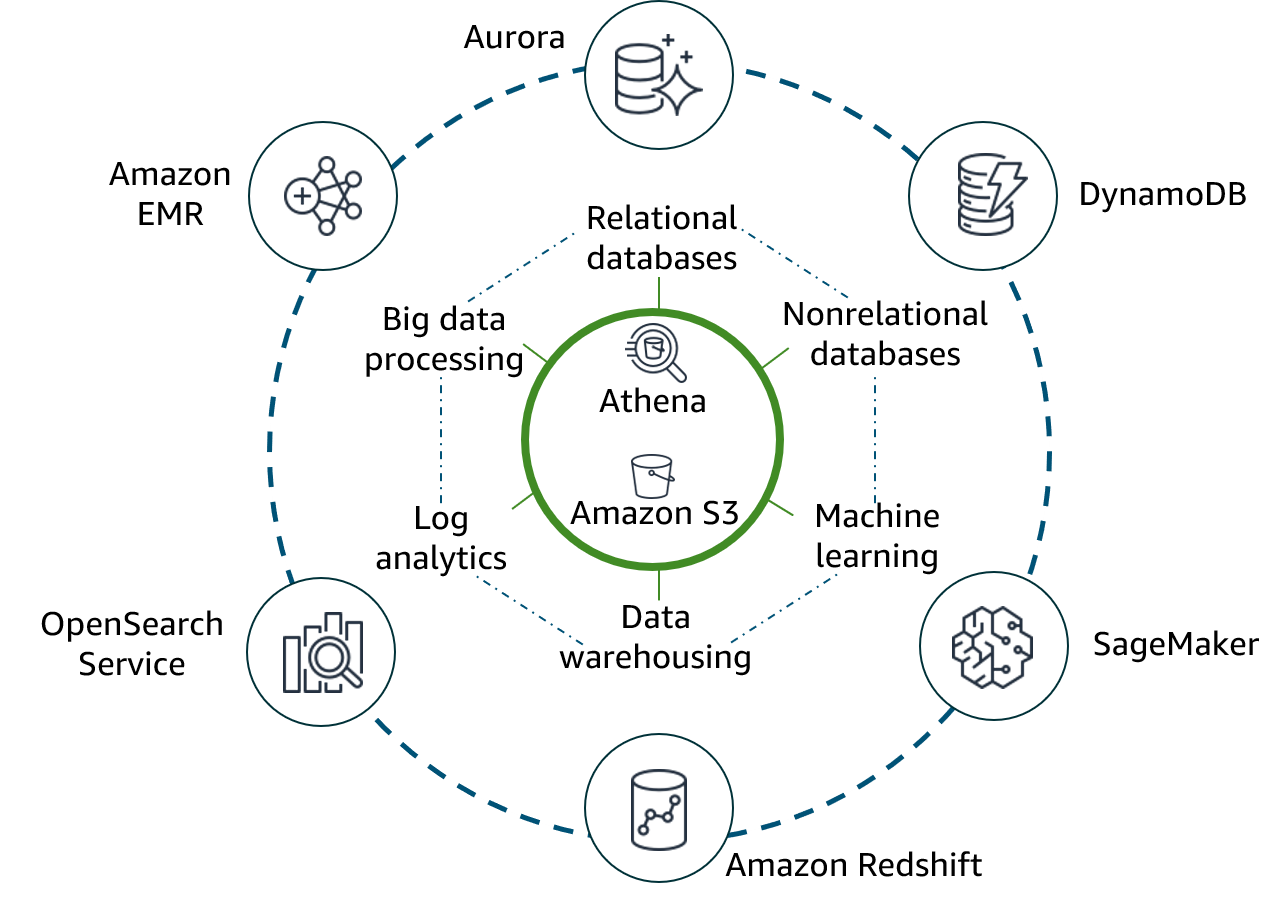 Aurora
Amazon
EMR
DynamoDB
Relational
databases
Big data
processing
Nonrelational
databases
Athena
Amazon S3
Log
analytics
Machine
learning
Data
warehousing
OpenSearch
Service
SageMaker
Amazon Redshift